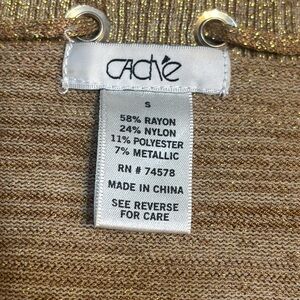 CACHÉ
S
58% RAYON
24% NYLON
11% POLYESTER
7% METALLIC
RN # 74578
MADE IN CHINA
SEE REVERSE
FOR CARE